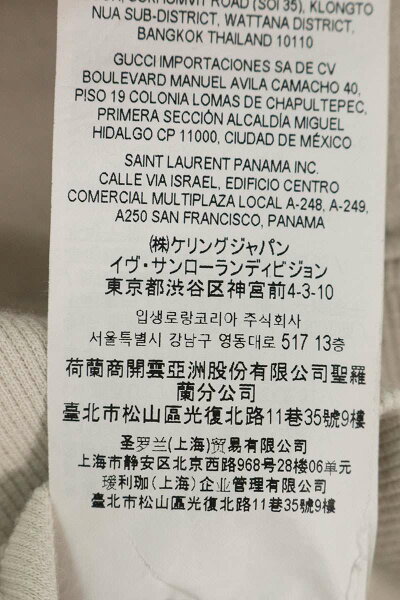 SUKHUMVIT ROAD (SOI 35), KLONGTO
NUA SUB-DISTRICT, WATTANA DISTRICT,
BANGKOK THAILAND 10110
GUCCI IMPORTACIONES SA DE CV
BOULEVARD MANUEL AVILA CAMACHO 40,
PISO 19 COLONIA LOMAS DE CHAPULTEPEC,
PRIMERA SECCIÓN ALCALDÍA MIGUEL
HIDALGO CP 11000, CIUDAD DE MÉXICO
SAINT LAURENT PANAMA INC.
CALLE VIA ISRAEL, EDIFICIO CENTRO
COMERCIAL MULTIPLAZA LOCAL A-248, A-249,
A250 SAN FRANCISCO, PANAMA
㈱ケリングジャパン
イヴ・サンローランディビジョン
東京都渋谷区神宮前4-3-10
입생로랑코리아 주식회사
서울특별시 강남구 영동대로 517 13층
荷蘭商開雲亞洲股份有限公司聖羅
蘭分公司
臺北市松山區光復北路11巷35號9樓
圣罗兰(上海)贸易有限公司
上海市静安区北京西路968号28楼06单元
瑷利珈(上海)企业管理有限公司
臺北市松山區光復北路11巷35號9樓